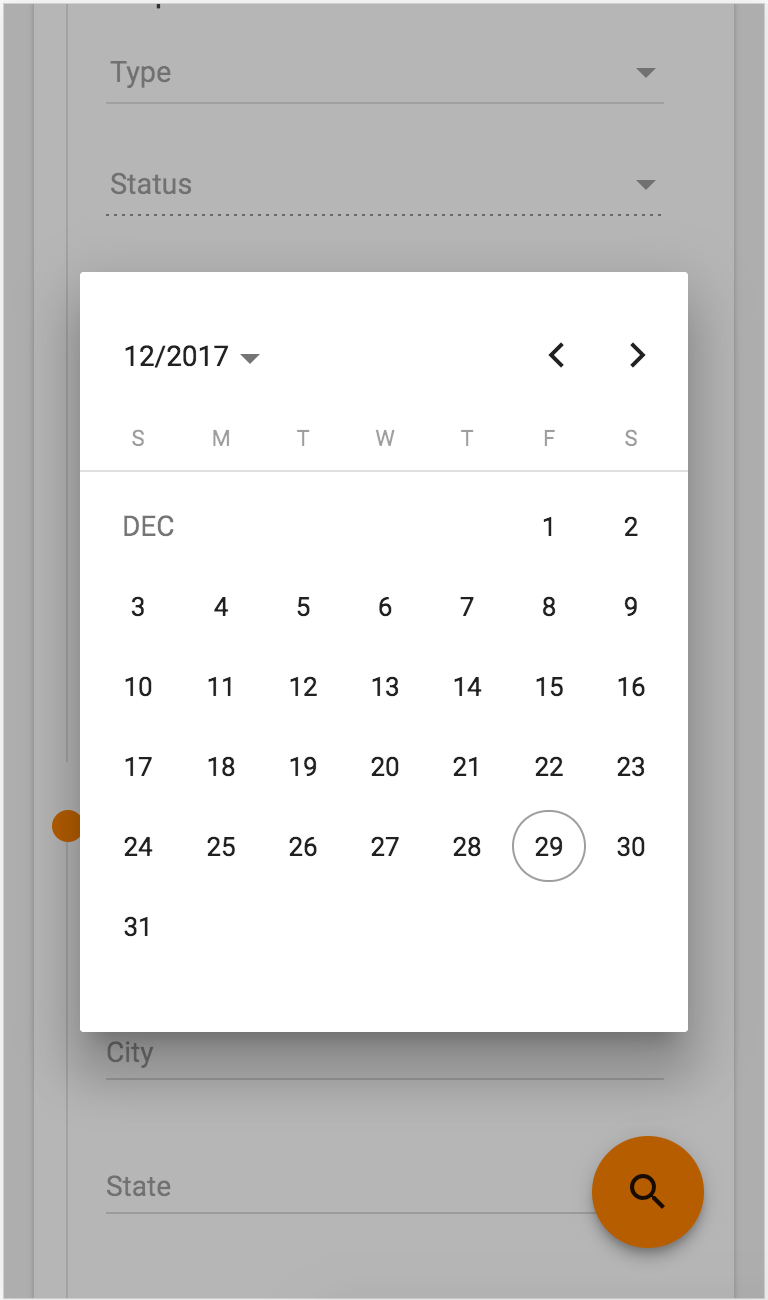 Type
Status
12/2017
S M T W T F S
DEC 1 2
3 4 5 6 7 8 9
10 11 12 13 14 15 16
17 18 19 20 21 22 23
24 25 26 27 28 29 30
31
City
State